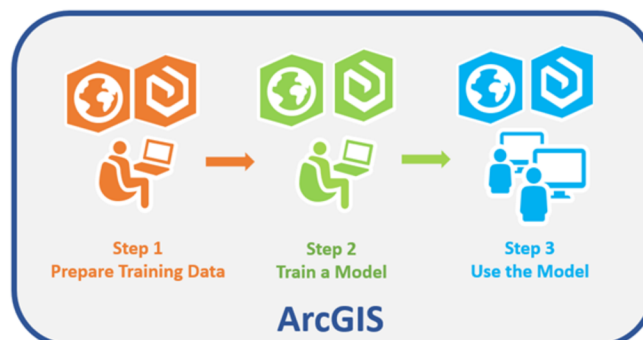 Step 1
Prepare Training Data
Step 2
Train a Model
Step 3
Use the Model
ArcGIS